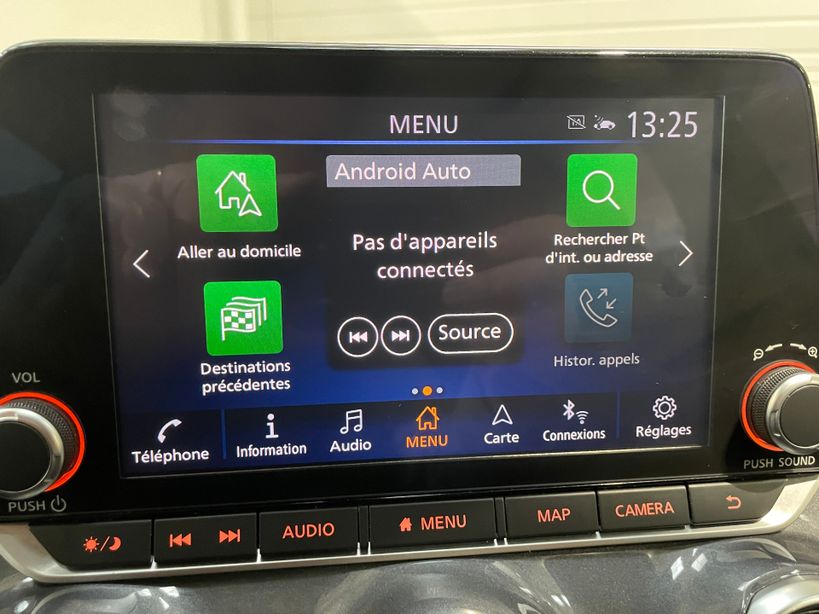 MENU
TA
13:25
Android Auto
Aller au domicile
Pas d'appareils
connectés
Rechercher Pt
d'int. ou adresse
Source
Destinations
précédentes
Histor. appels
VOL
Téléphone
Information
Audio
MENU
Carte
Connexions
Réglages
PUSH
PUSH SOUND
AUDIO
MENU
MAP
CAMERA